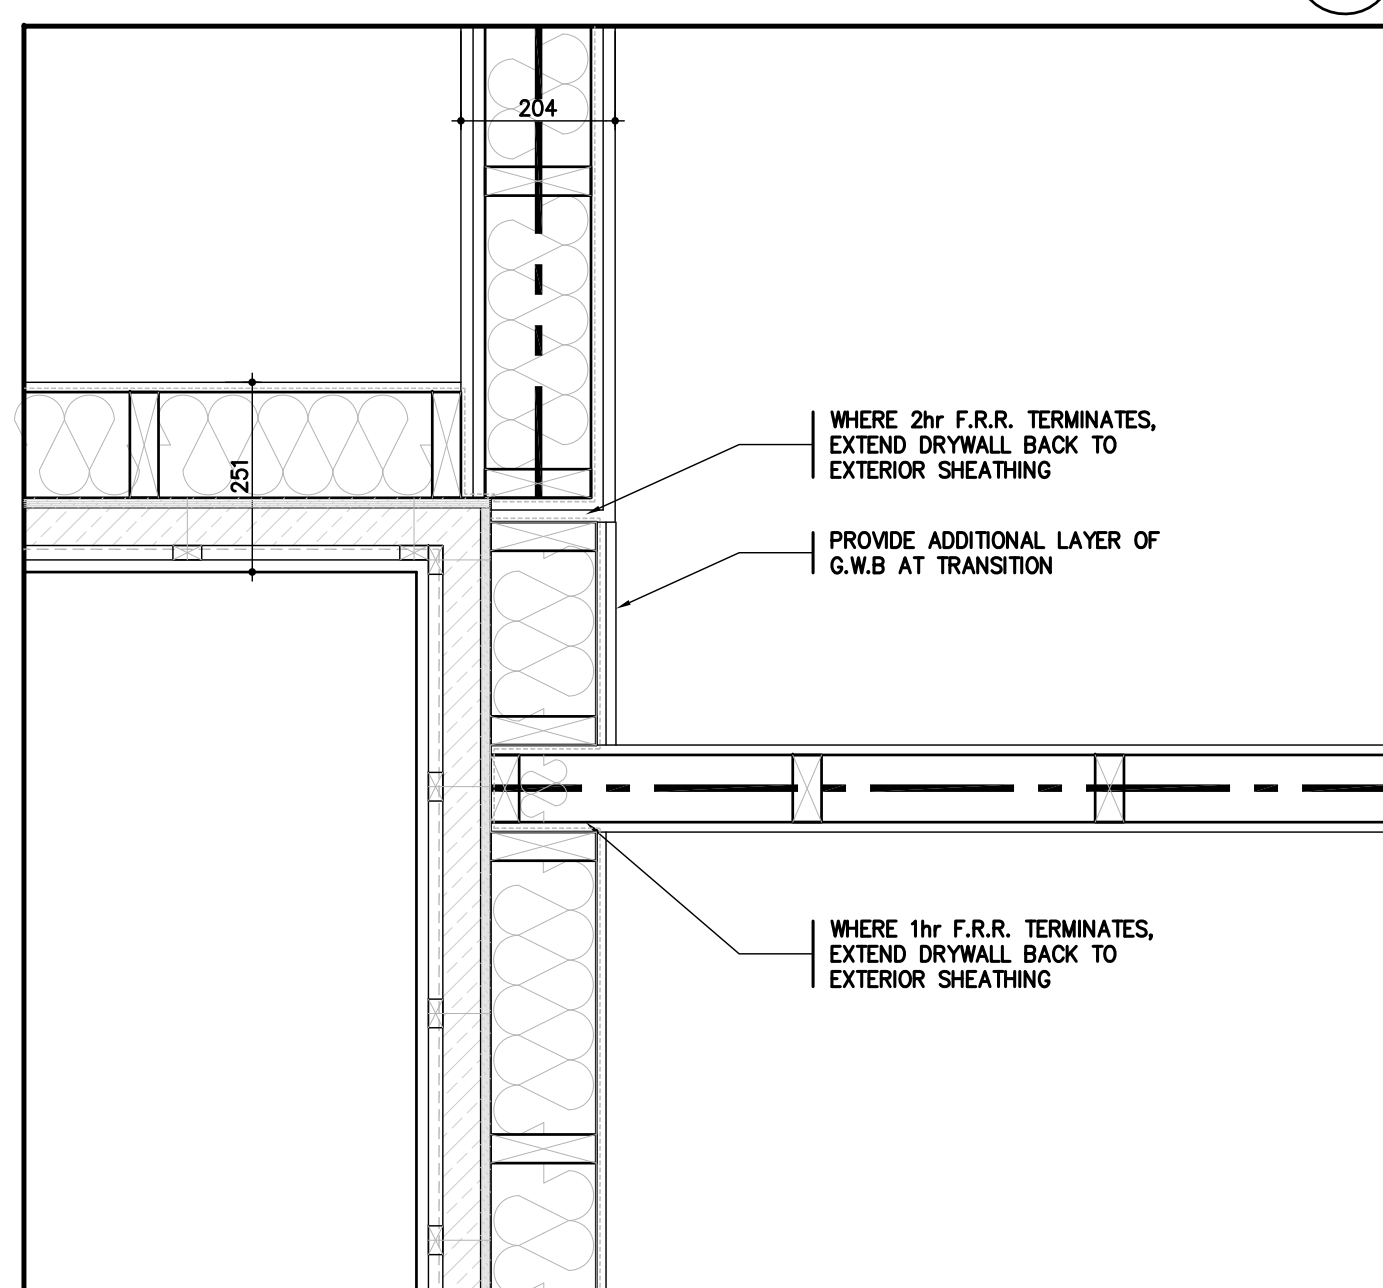 204
251
WHERE 2hr F.R.R. TERMINATES,
EXTEND DRYWALL BACK TO
EXTERIOR SHEATHING
PROVIDE ADDITIONAL LAYER OF
G.W.B AT TRANSITION
WHERE 1hr F.R.R. TERMINATES,
EXTEND DRYWALL BACK TO
EXTERIOR SHEATHING